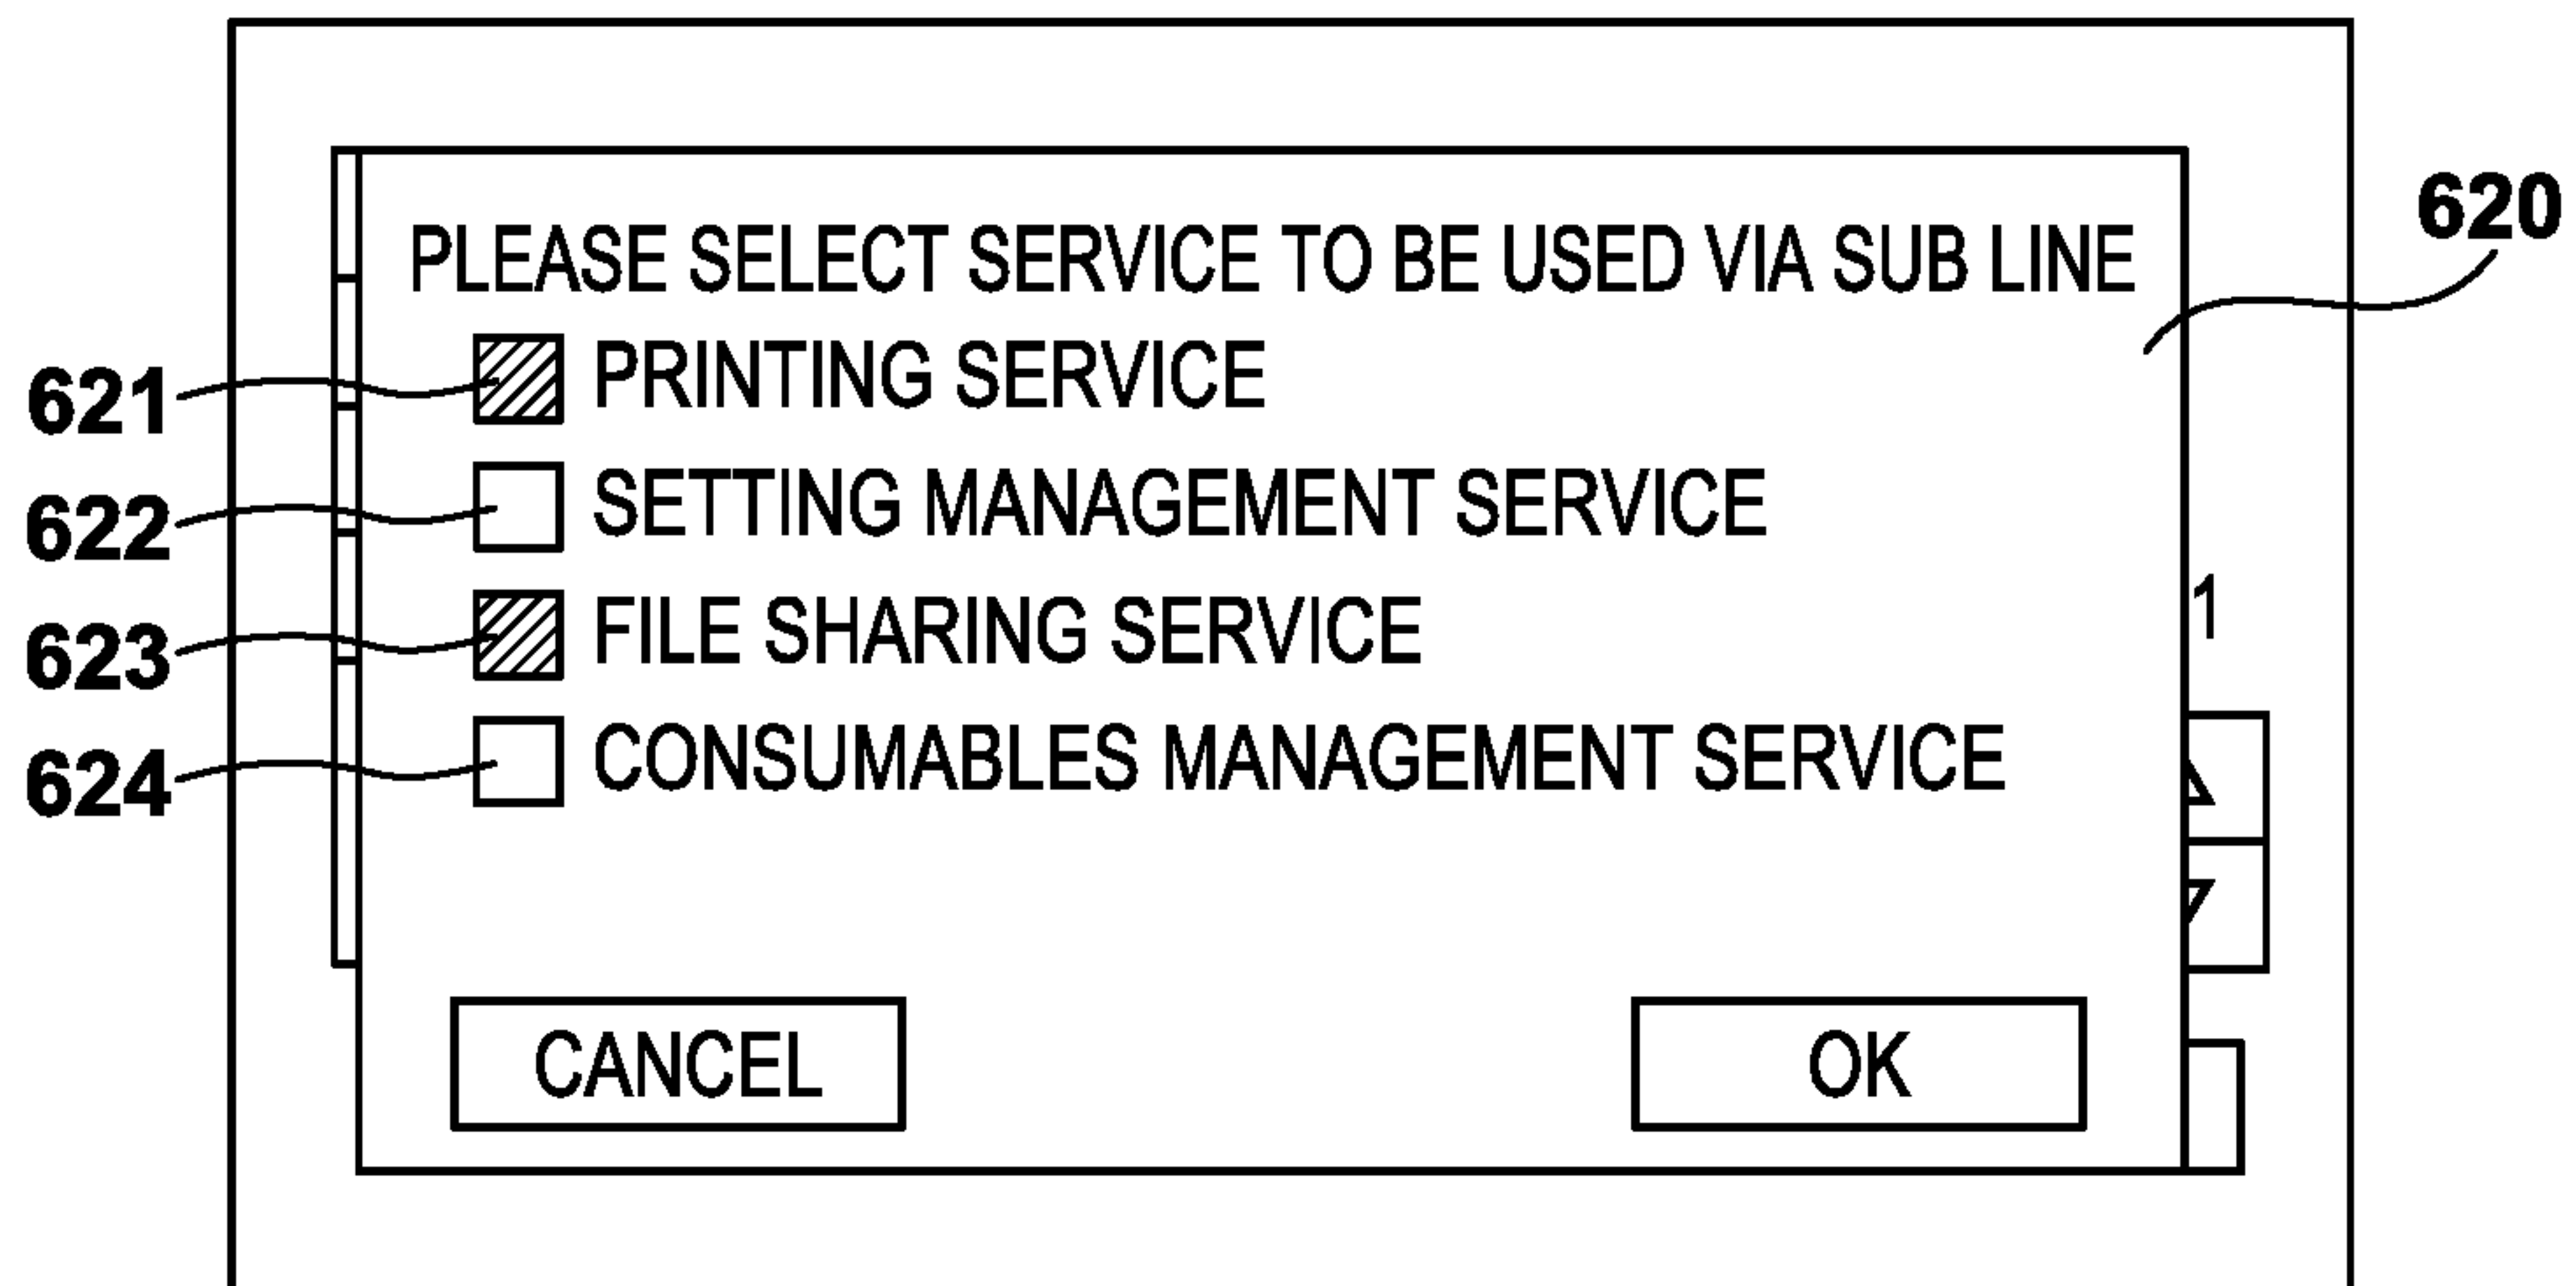 PLEASE SELECT SERVICE TO BE USED VIA SUB LINE
620
621 PRINTING SERVICE
622 SETTING MANAGEMENT SERVICE
623 FILE SHARING SERVICE
1
624 CONSUMABLES MANAGEMENT SERVICE
CANCEL OK